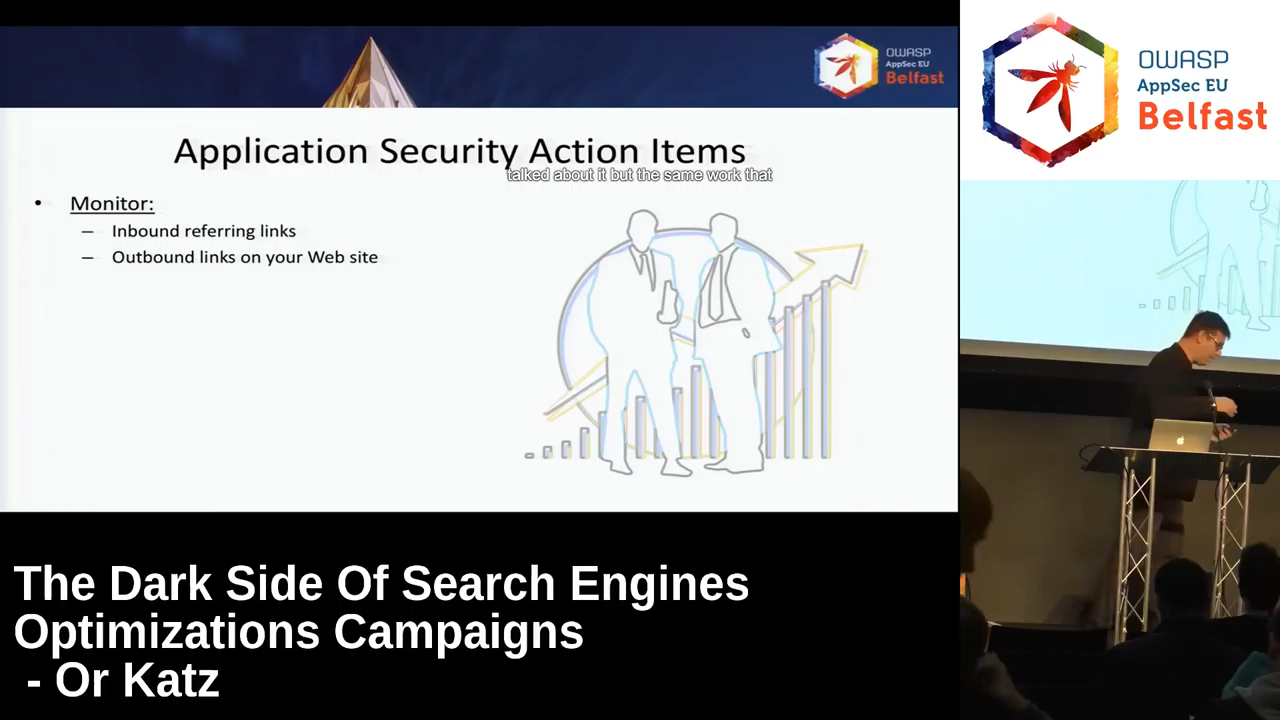 OWASP
AppSec EU
Belfast
Application Security Action Items
talked about it but the same work that
• Monitor:
– Inbound referring links
– Outbound links on your Web site
OWASP
AppSec EU
Belfast
The Dark Side Of Search Engines
Optimizations Campaigns
- Or Katz